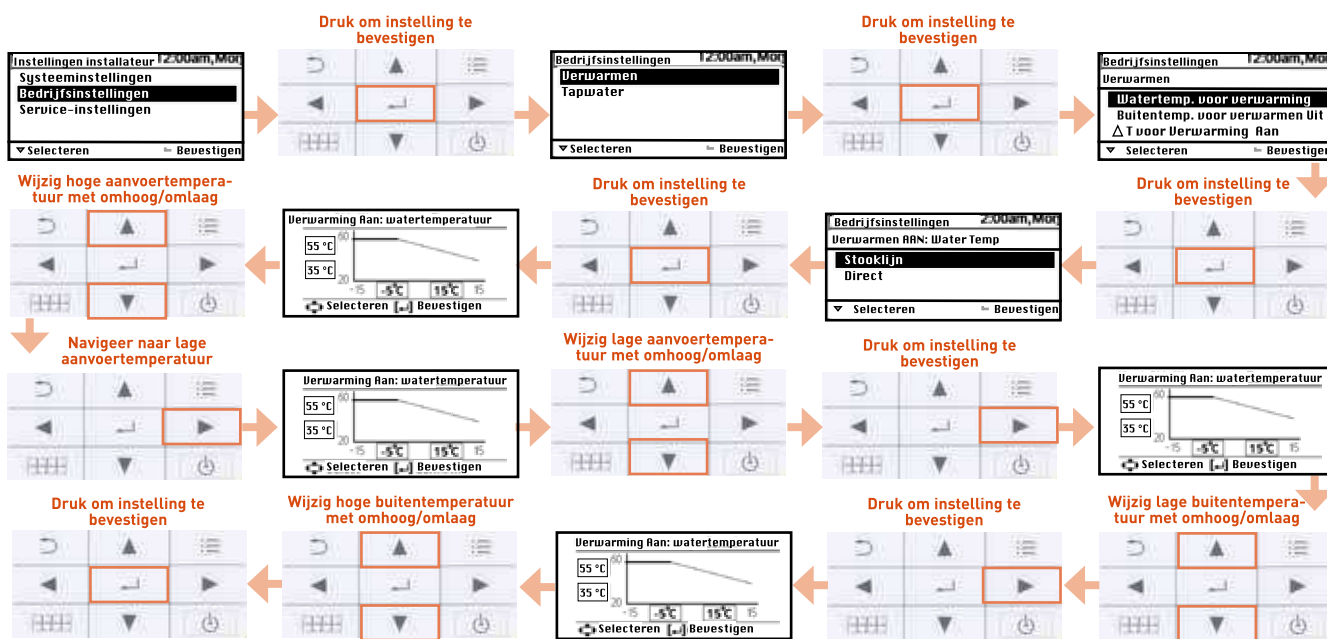 Druk om instelling te
bevestigen
Druk om instelling te
bevestigen
Instellingen installateur 12:00am,Mon
Systeeminstellingen
Bedrijfsinstellingen
Service-instellingen
▼ Selecteren Bevestigen
Bedrijfsinstellingen 12:00am,Mon
Verwarmen
Tapwater
▼ Selecteren Bevestigen
Bedrijfsinstellingen 12:00am,Mon
Verwarmen
Watertemp. voor verwarming
Buitentemp. voor verwarmen Uit
△ T voor Verwarming Aan
▼ Selecteren Bevestigen
Druk om instelling te
bevestigen
Bedrijfsinstellingen 2:00am,Mon
Verwarmen AAN: Water Temp
Stooklijn
Direct
▼ Selecteren Bevestigen
Druk om instelling te
bevestigen
Verwarming Aan: watertemperatuur
60
55 °C
35 °C
20
-15 -5°C 15°C 15
Selecteren [↵] Bevestigen
Wijzig hoge aanvoertempera-
tuur met omhoog/omlaag
Navigeer naar lage
aanvoertemperatuur
Verwarming Aan: watertemperatuur
60
55 °C
35 °C
20
-15 -5°C 15°C 15
Selecteren [↵] Bevestigen
Wijzig lage aanvoertempera-
tuur met omhoog/omlaag
Druk om instelling te
bevestigen
Verwarming Aan: watertemperatuur
60
55 °C
35 °C
20
-15 -5°C 15°C 15
Selecteren [↵] Bevestigen
Wijzig lage buitentempera-
tuur met omhoog/omlaag
Druk om instelling te
bevestigen
Verwarming Aan: watertemperatuur
60
55 °C
35 °C
20
-15 -5°C 15°C 15
Selecteren [↵] Bevestigen
Wijzig hoge buitentemperatuur
met omhoog/omlaag
Druk om instelling te
bevestigen